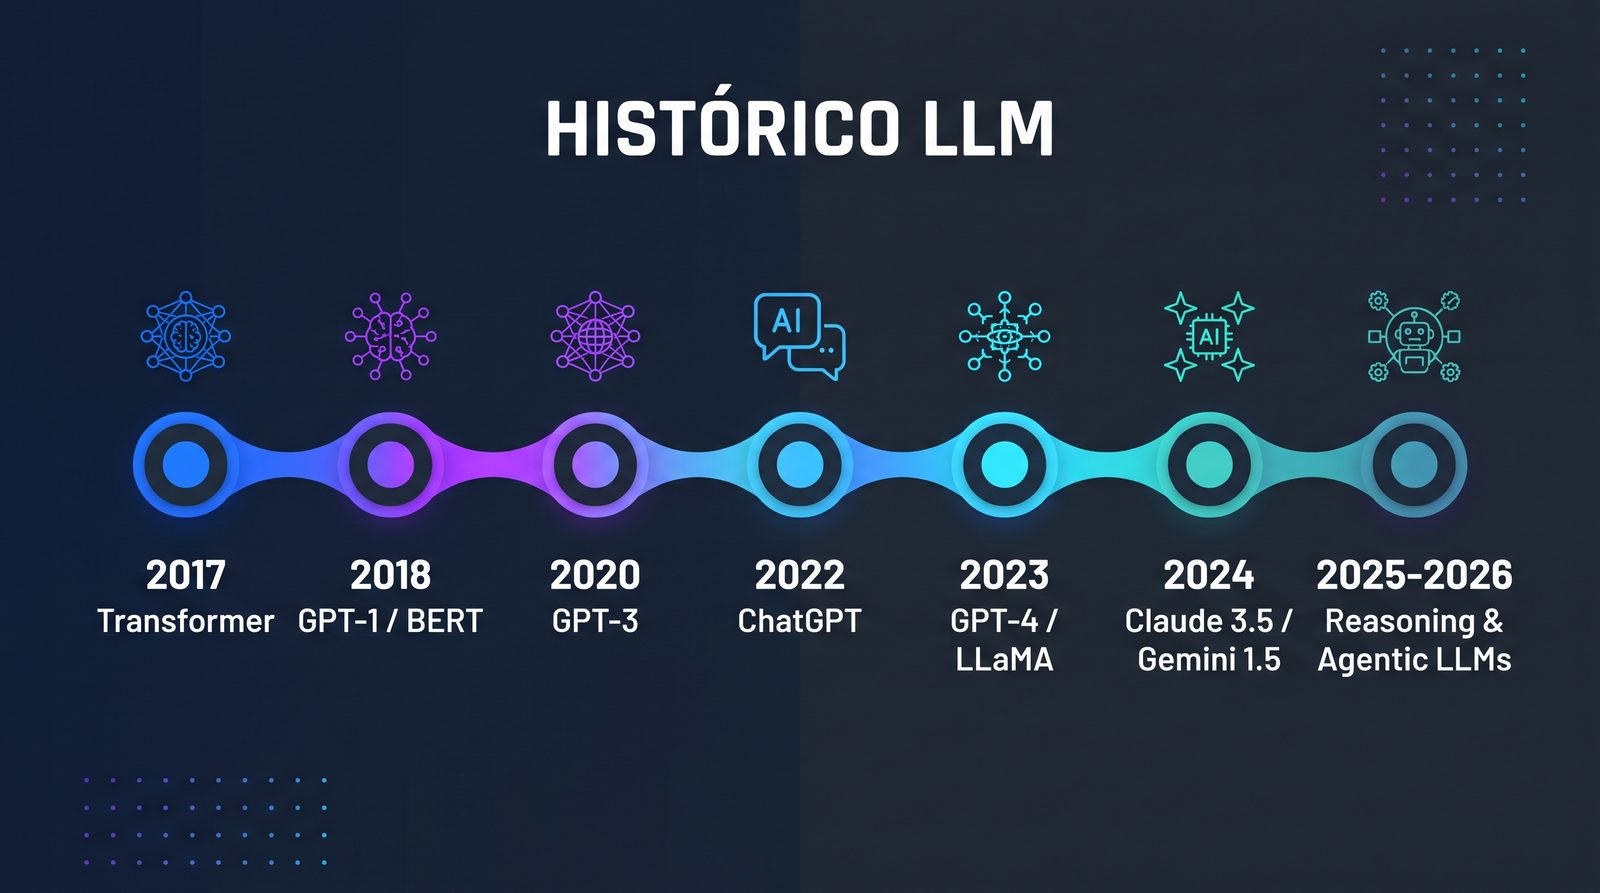 HISTÓRICO LLM
AI
AI
2017
Transformer
2018
GPT-1 / BERT
2020
GPT-3
2022
ChatGPT
2023
GPT-4 /
LLaMA
2024
Claude 3.5 /
Gemini 1.5
2025-2026
Reasoning &
Agentic LLMs